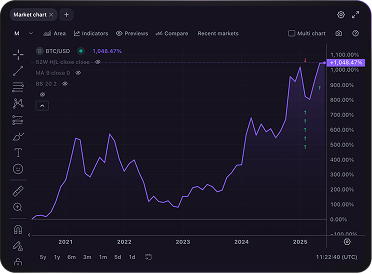 Market chart
M Area Indicators Previews Compare Recent markets Multi chart
BTC/USD 1,048.47%
52W H/L close close
MA 9 close 0
BB 20 2
1,100.00%
+1,048.47%
1,000.00%
900.00%
800.00%
700.00%
600.00%
500.00%
400.00%
300.00%
200.00%
100.00%
0.00%
-100.00%
2021 2022 2023 2024 2025
5y 1y 6m 3m 1m 5d 1d 11:22:40 (UTC)